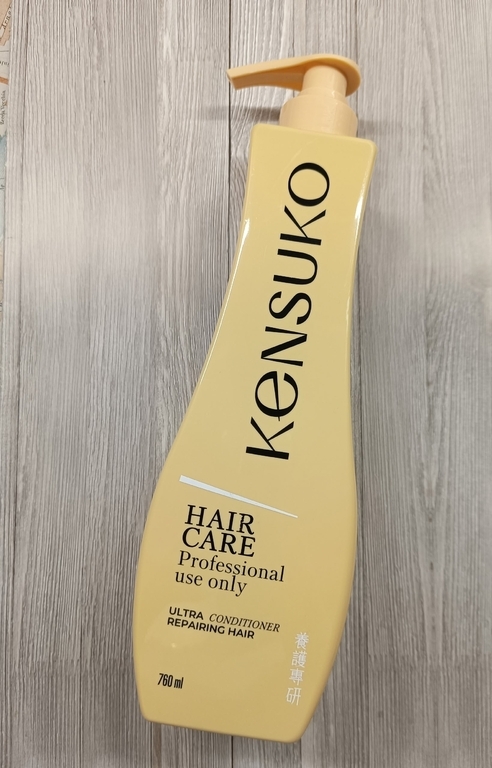 KeNSUKO
HAIR
CARE
Professional
use only
ULTRA CONDITIONER
REPAIRING HAIR
760 ml
養護專研